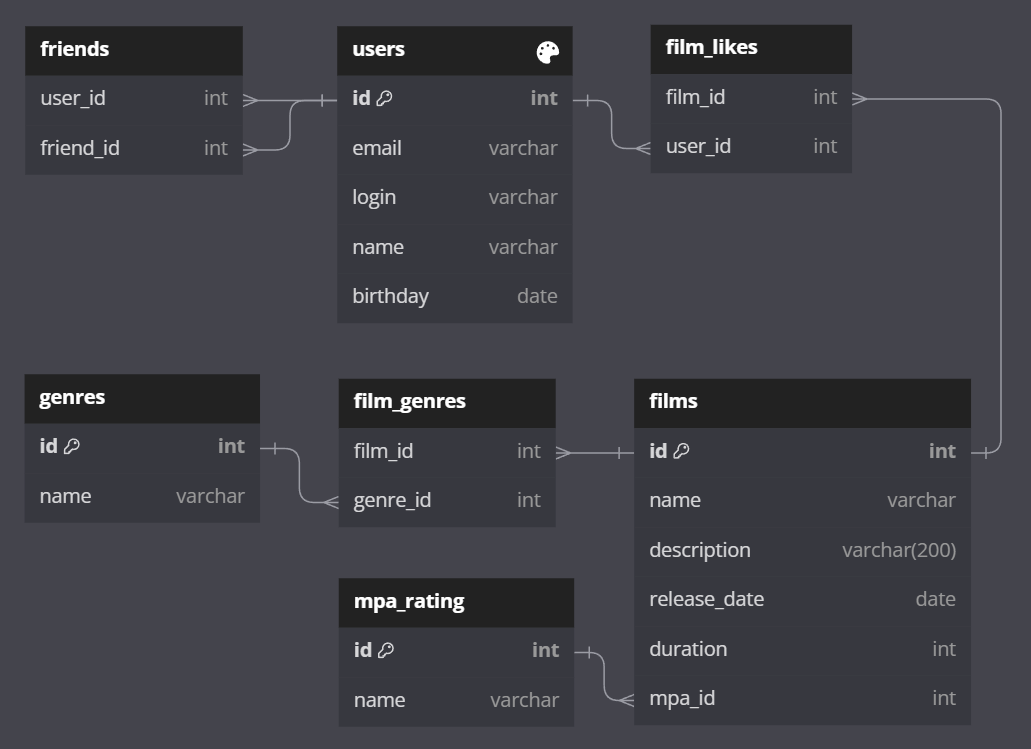 friends
user_id int
friend_id int
users
id int
email varchar
login varchar
name varchar
birthday date
film_likes
film_id int
user_id int
genres
id int
name varchar
film_genres
film_id int
genre_id int
films
id int
name varchar
description varchar(200)
release_date date
duration int
mpa_id int
mpa_rating
id int
name varchar